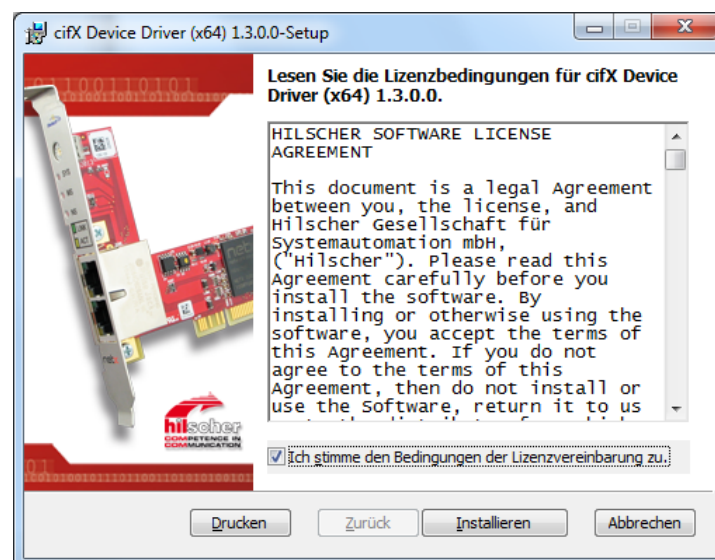 cifX Device Driver (x64) 1.3.0.0-Setup
Lesen Sie die Lizenzbedingungen für cifX Device
Driver (x64) 1.3.0.0.
HILSCHER SOFTWARE LICENSE
AGREEMENT
This document is a legal Agreement
between you, the license, and
Hilscher Gesellschaft für
Systemautomation mbH,
("Hilscher"). Please read this
Agreement carefully before you
install the software. By
installing or otherwise using the
software, you accept the terms of
this Agreement. If you do not
agree to the terms of this
Agreement, then do not install or
use the Software, return it to us
hilscher
COMPETENCE IN
COMMUNICATION
Ich stimme den Bedingungen der Lizenzvereinbarung zu.
Drucken
Zurück
Installieren
Abbrechen